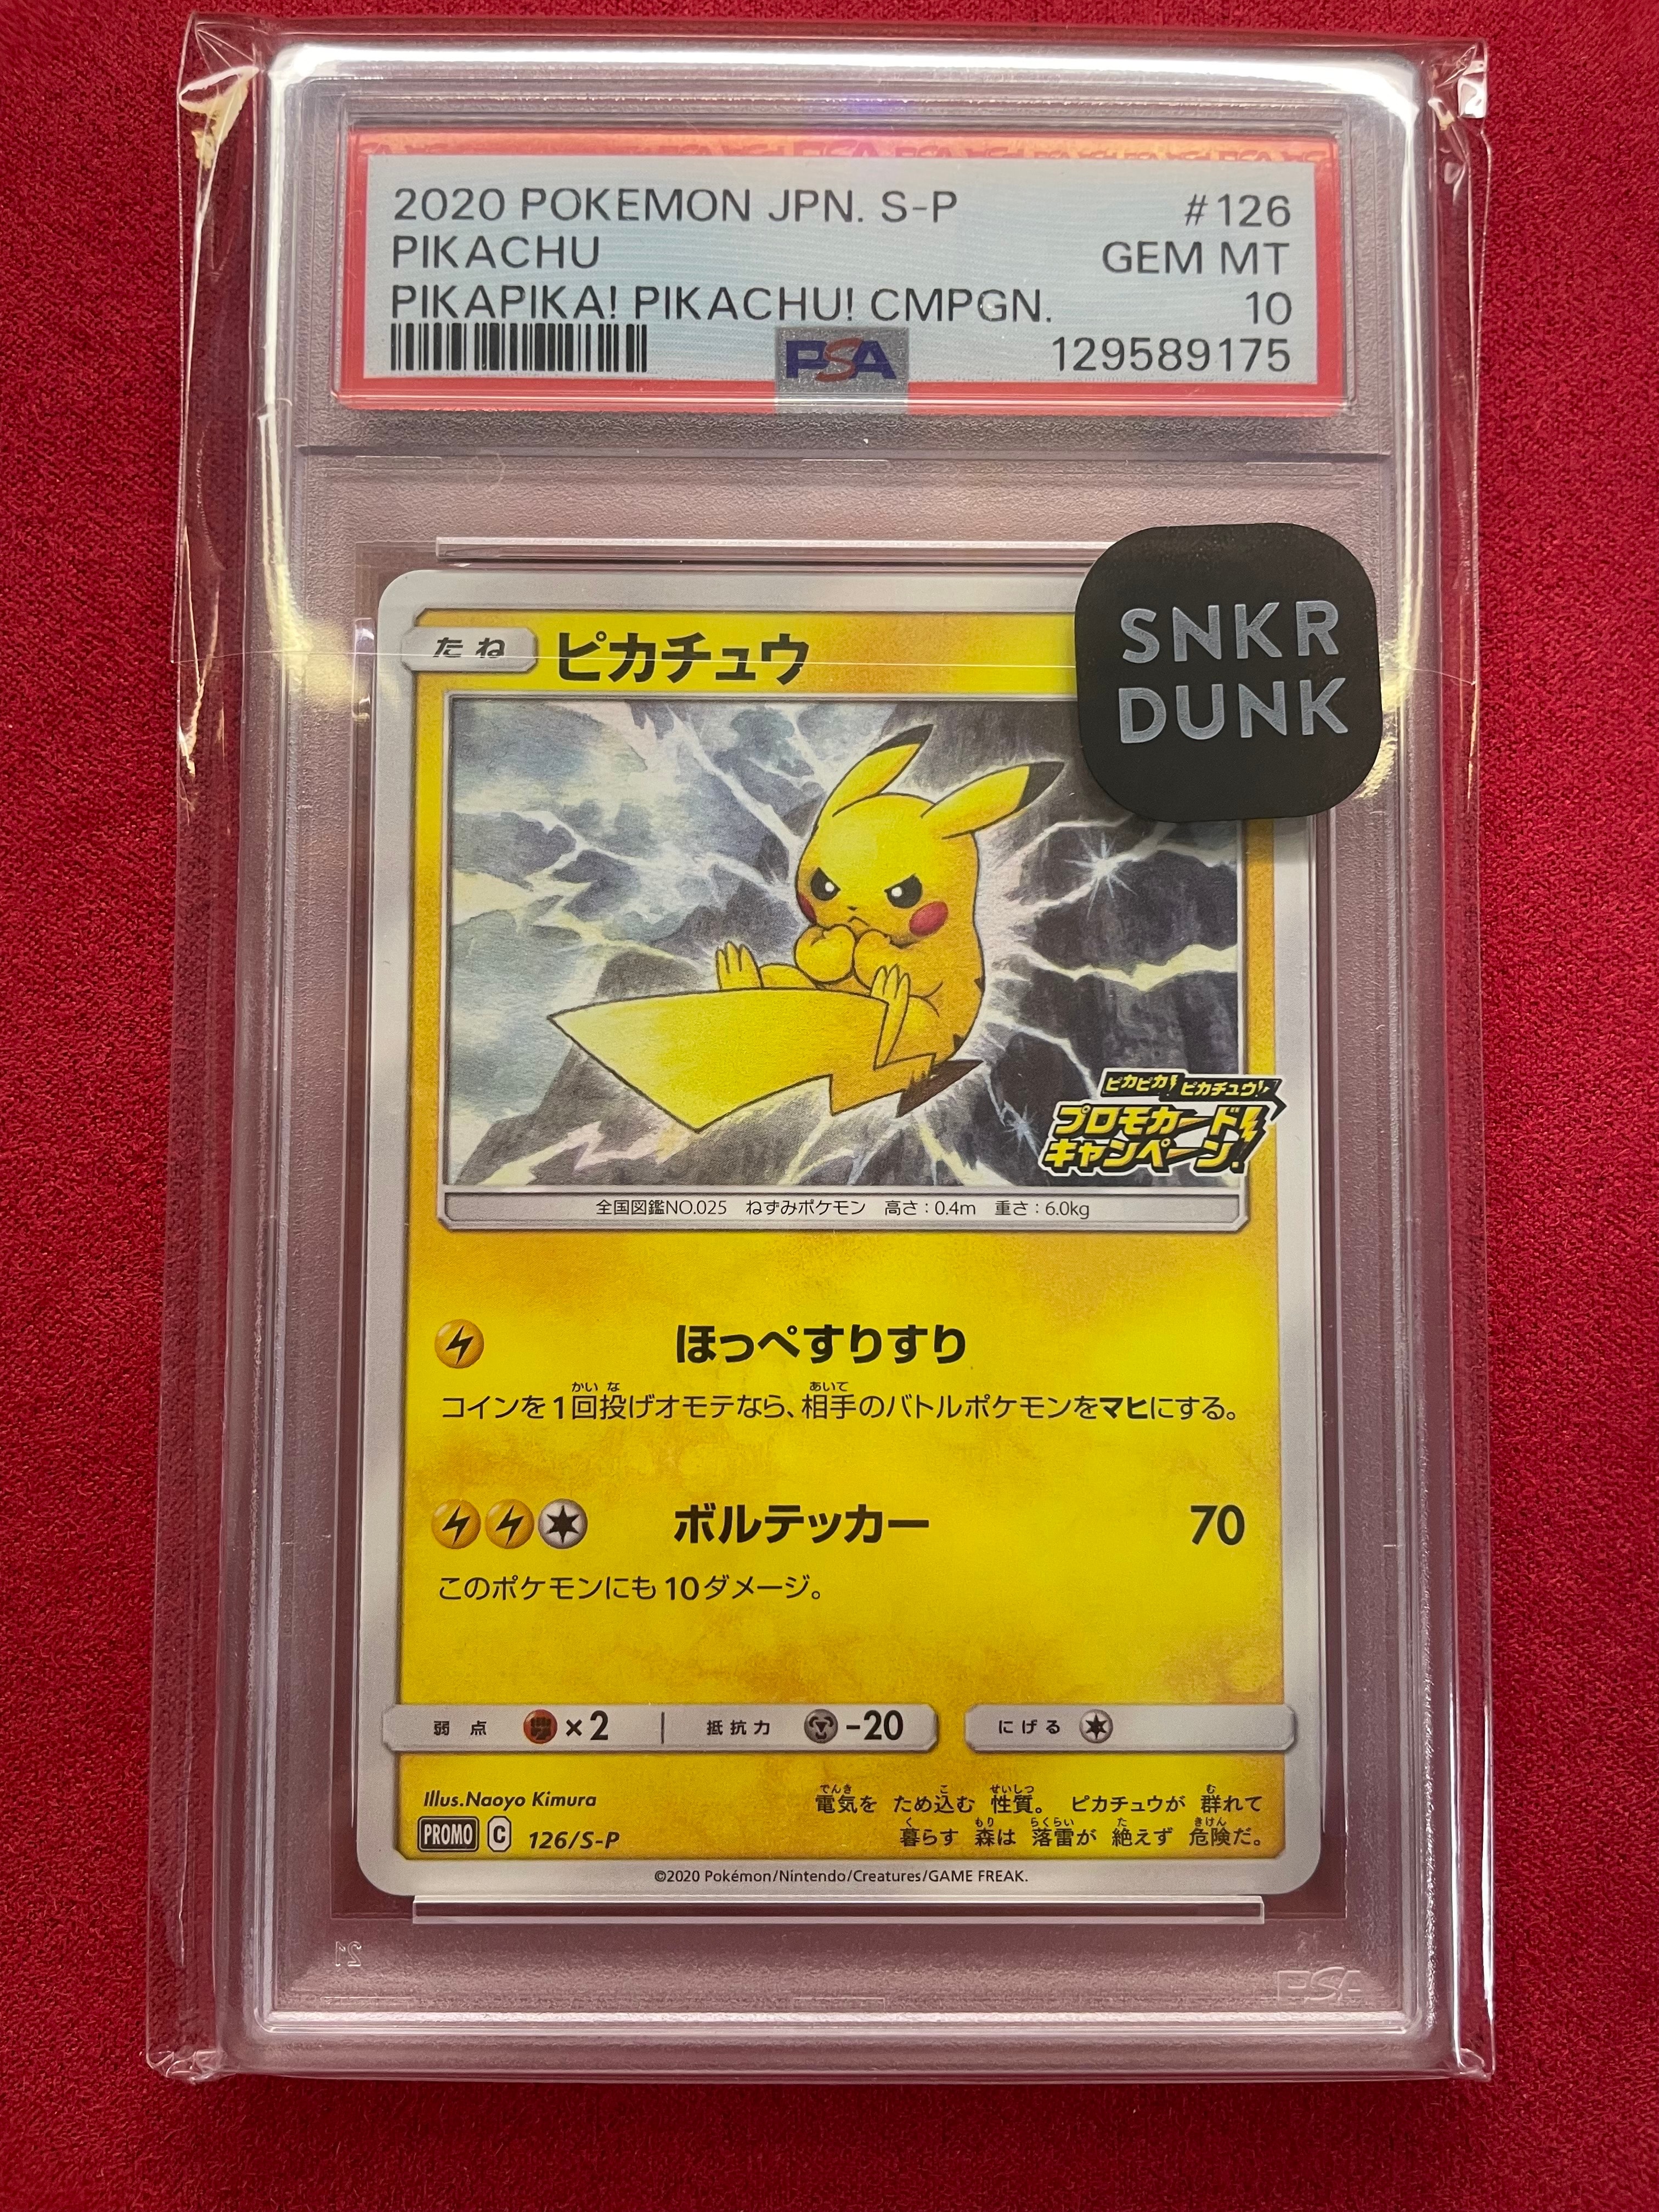 2020 POKEMON JPN. S-P #126
PIKACHU GEM MT
PIKAPIKA! PIKACHU! CMPGN. 10
PSA 129589175
SNKR
DUNK
たね ピカチュウ
ピカピカ! ピカチュウ!
プロモカード
キャンペーン!
全国図鑑NO.025 ねずみポケモン 高さ:0.4m 重さ:6.0kg
ほっぺすりすり
コインを1回投げオモテなら、相手のバトルポケモンをマヒにする。
ボルテッカー 70
このポケモンにも10ダメージ。
弱点 ×2 抵抗力 -20 にげる
Illus.Naoyo Kimura
電気を ため込む 性質。 ピカチュウが 群れて
暮らす 森は 落雷が 絶えず 危険だ。
PROMO C 126/S-P
©2020 Pokémon/Nintendo/Creatures/GAME FREAK.
21
PSA